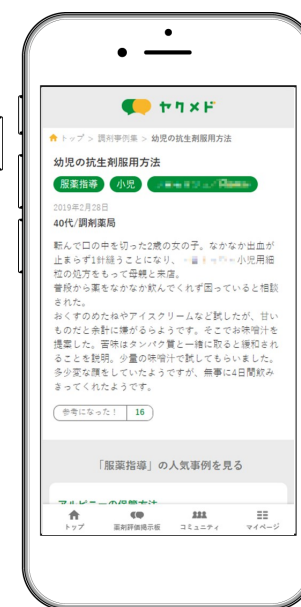 ヤクメド
トップ > 調剤事例集 > 幼児の抗生剤服用方法
幼児の抗生剤服用方法
服薬指導 小児
2019年2月28日
40代/調剤薬局
転んで口の中を切った2歳の女の子。なかなか出血が
止まらず1針縫うことになり、 小児用細
粒の処方をもって母親と来店。
普段から薬をなかなか飲んでくれず困っていると相談
された。
おくすのめたねやアイスクリームなど試したが、甘い
ものだと余計に嫌がるらようです。そこでお味噌汁を
提案した。苦味はタンパク質と一緒に取ると緩和され
ることを説明。少量の味噌汁で試してもらいました。
多少変な顔をしていたようですが、無事に4日間飲み
きってくれたようです。
参考になった！ 16
「服薬指導」の人気事例を見る
トップ 薬剤評価掲示板 コミュニティ マイページ